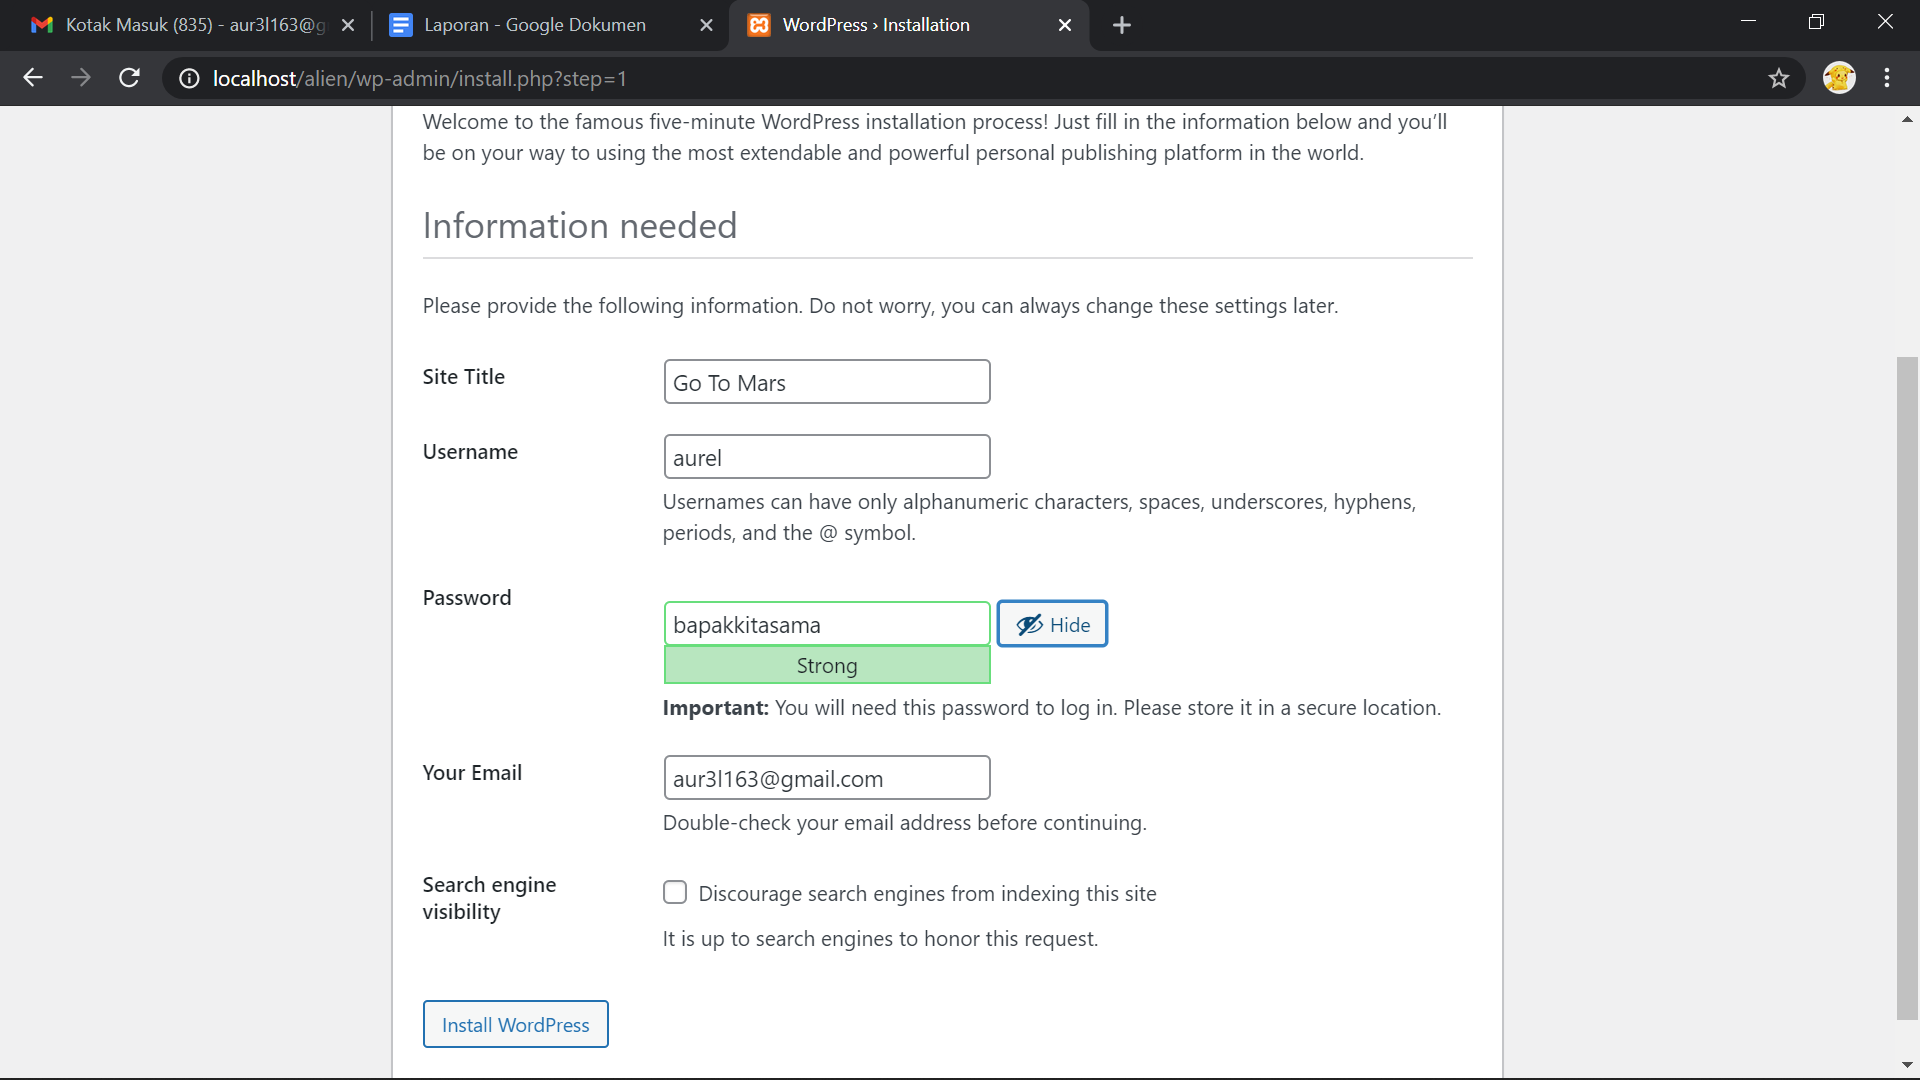 Kotak Masuk (835) - aur3l163@g
Laporan - Google Dokumen
WordPress › Installation
localhost/alien/wp-admin/install.php?step=1
Welcome to the famous five-minute WordPress installation process! Just fill in the information below and you’ll
be on your way to using the most extendable and powerful personal publishing platform in the world.
Information needed
Please provide the following information. Do not worry, you can always change these settings later.
Site Title
Go To Mars
Username
aurel
Usernames can have only alphanumeric characters, spaces, underscores, hyphens,
periods, and the @ symbol.
Password
bapakkitasama
Hide
Strong
Important: You will need this password to log in. Please store it in a secure location.
Your Email
aur3l163@gmail.com
Double-check your email address before continuing.
Search engine
visibility
Discourage search engines from indexing this site
It is up to search engines to honor this request.
Install WordPress